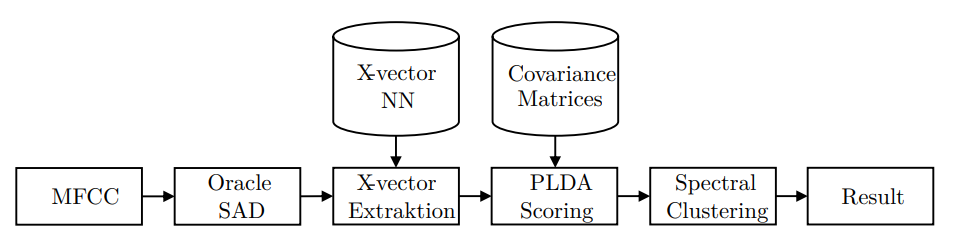 X-vector
NN
Covariance
Matrices
MFCC
Oracle
SAD
X-vector
Extraktion
PLDA
Scoring
Spectral
Clustering
Result